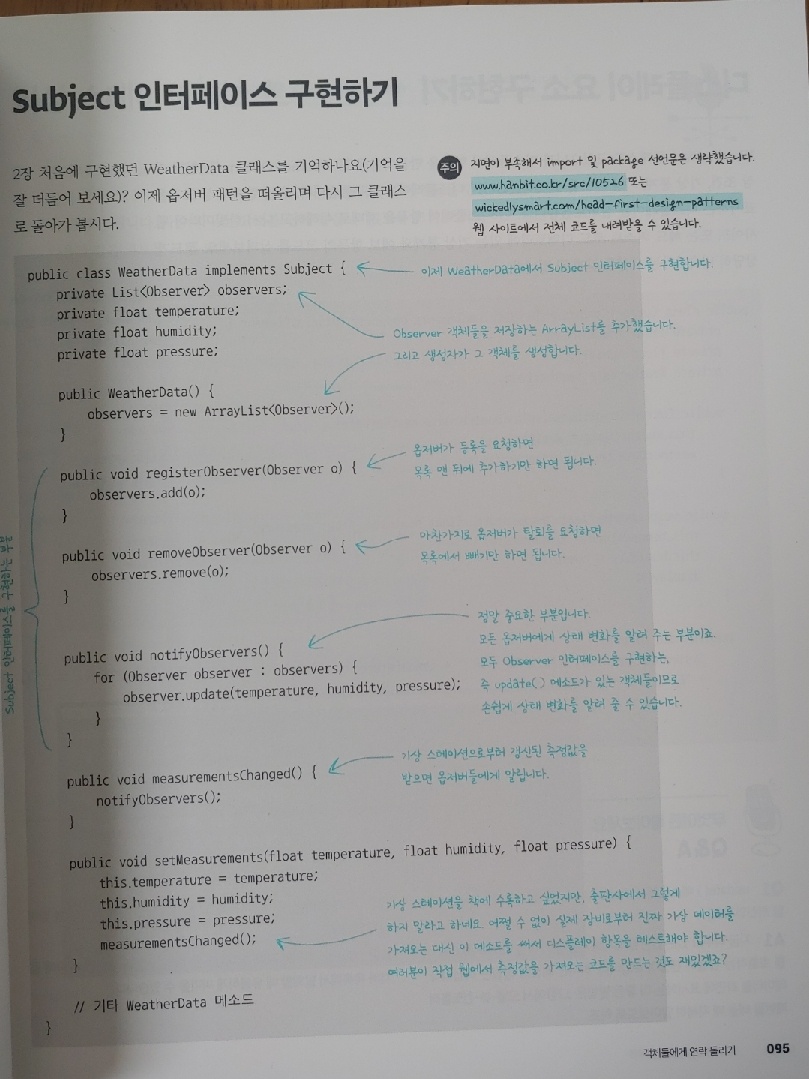 Subject 인터페이스 구현하기
2장 처음에 구현했던 WeatherData 클래스를 기억하나요(기억을
잘 더듬어 보세요)? 이제 옵저버 패턴을 떠올리며 다시 그 클래스
로 돌아가 봅시다.
주의
지면이 부족해서 import 및 package 선언문은 생략했습니다.
www.hanbit.co.kr/src/10526 또는
wickedlysmart.com/head-first-design-patterns
웹 사이트에서 전체 코드를 내려받을 수 있습니다.
public class WeatherData implements Subject {
이제 WeatherData에서 Subject 인터페이스를 구현합니다.
private List<Observer> observers;
private float temperature;
private float humidity;
private float pressure;
Observer 객체들을 저장하는 ArrayList를 추가했습니다.
그리고 생성자가 그 객체를 생성합니다.
public WeatherData() {
observers = new ArrayList<Observer>();
}
public void registerObserver(Observer o) {
observers.add(o);
}
옵저버가 등록을 요청하면
목록 맨 뒤에 추가하기만 하면 됩니다.
public void removeObserver(Observer o) {
observers.remove(o);
}
마찬가지로 옵저버가 탈퇴를 요청하면
목록에서 빼기만 하면 됩니다.
Subject 인터페이스를 구현하는 부분
public void notifyObservers() {
for (Observer observer : observers) {
observer.update(temperature, humidity, pressure);
}
}
정말 중요한 부분입니다.
모든 옵저버에게 상태 변화를 알려 주는 부분이죠.
모두 Observer 인터페이스를 구현하는,
즉 update() 메소드가 있는 객체들이므로
손쉽게 상태 변화를 알려 줄 수 있습니다.
public void measurementsChanged() {
notifyObservers();
}
가상 스테이션으로부터 갱신된 측정값을
받으면 옵저버들에게 알립니다.
public void setMeasurements(float temperature, float humidity, float pressure) {
this.temperature = temperature;
this.humidity = humidity;
this.pressure = pressure;
measurementsChanged();
}
가상 스테이션을 책에 수록하고 싶었지만, 출판사에서 그렇게
하지 말라고 하네요. 어쩔 수 없이 실제 장비로부터 진짜 가상 데이터를
가져오는 대신 이 메소드를 써서 디스플레이 항목을 테스트해야 합니다.
여러분이 직접 웹에서 측정값을 가져오는 코드를 만드는 것도 재밌겠죠?
// 기타 WeatherData 메소드
}
객체들에게 연락 돌리기 095